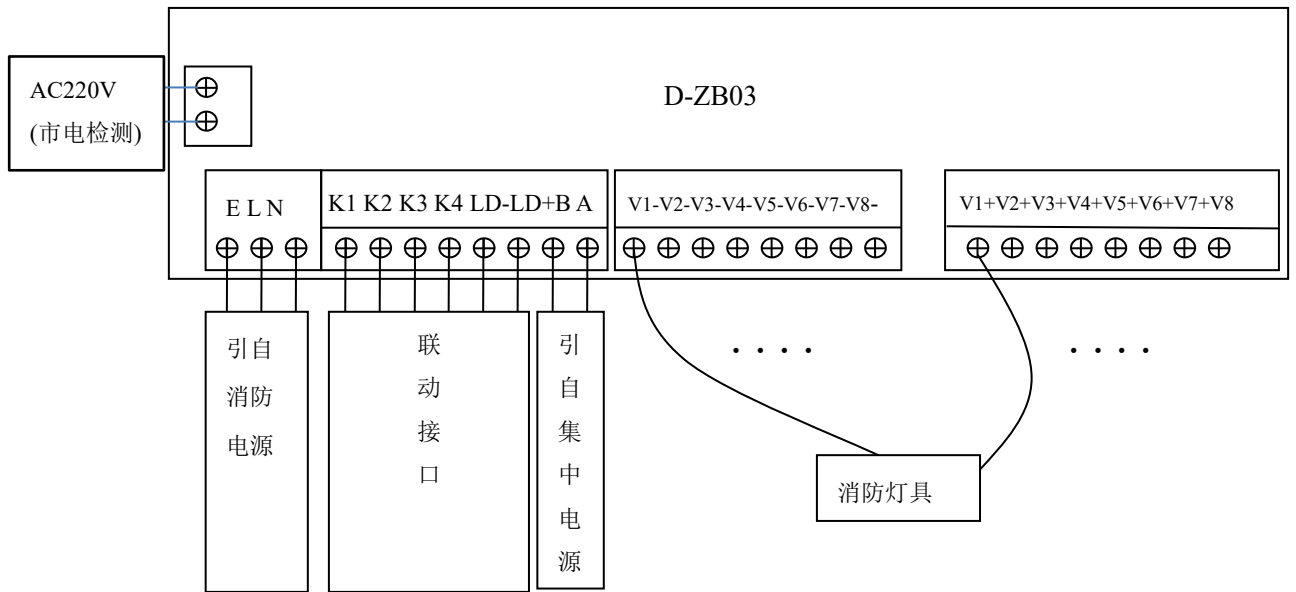 AC220V
(市电检测)
D-ZB03
E L N
K1 K2 K3 K4 LD-LD+B A
V1-V2-V3-V4-V5-V6-V7-V8-
V1+V2+V3+V4+V5+V6+V7+V8
引自
消防
电源
联
动
接
口
引
自
集
中
电
源
. . . .
. . . .
消防灯具